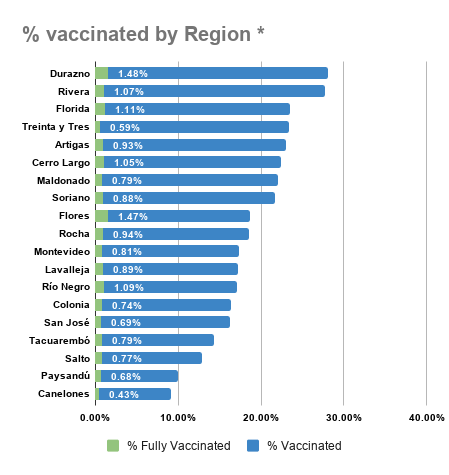 % vaccinated by Region *
Durazno 1.48%
Rivera 1.07%
Florida 1.11%
Treinta y Tres 0.59%
Artigas 0.93%
Cerro Largo 1.05%
Maldonado 0.79%
Soriano 0.88%
Flores 1.47%
Rocha 0.94%
Montevideo 0.81%
Lavalleja 0.89%
Río Negro 1.09%
Colonia 0.74%
San José 0.69%
Tacuarembó 0.79%
Salto 0.77%
Paysandú 0.68%
Canelones 0.43%
0.00% 10.00% 20.00% 30.00% 40.00%
% Fully Vaccinated % Vaccinated